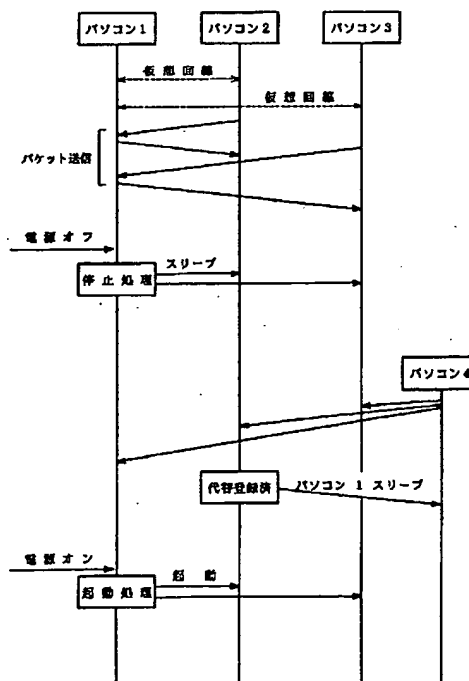 パソコン1
パソコン2
パソコン3
仮想回線
仮想回線
パケット送信
電源オフ
スリープ
停止処理
パソコン4
代替登録済
パソコン 1 スリープ
電源オン
起動
起動処理